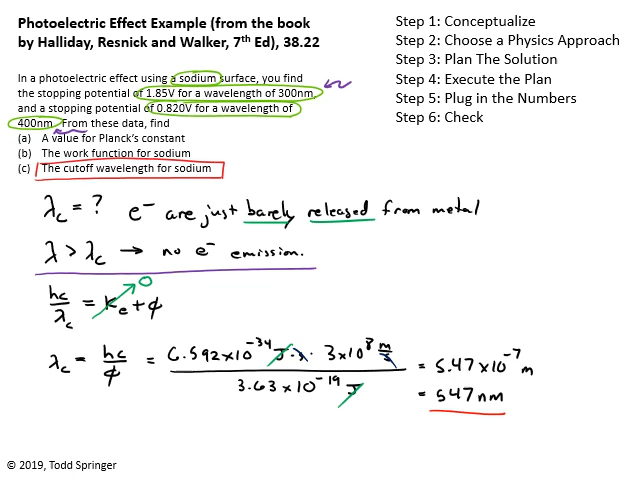 Photoelectric Effect Example (from the book
by Halliday, Resnick and Walker, 7th Ed), 38.22
Step 1: Conceptualize
Step 2: Choose a Physics Approach
Step 3: Plan The Solution
Step 4: Execute the Plan
Step 5: Plug in the Numbers
Step 6: Check
In a photoelectric effect using a sodium surface, you find
the stopping potential of 1.85V for a wavelength of 300nm,
and a stopping potential of 0.820V for a wavelength of
400nm. From these data, find
(a) A value for Planck's constant
(b) The work function for sodium
(c) The cutoff wavelength for sodium
λc = ? e⁻ are just barely released from metal
λ > λc → no e⁻ emission.
hc/λc = Ke + φ
0
λc = hc/φ = 6.592×10⁻³⁴ J·s · 3×10⁸ m/s / 3.63×10⁻¹⁹ J = 5.47×10⁻⁷ m
= 547 nm
© 2019, Todd Springer